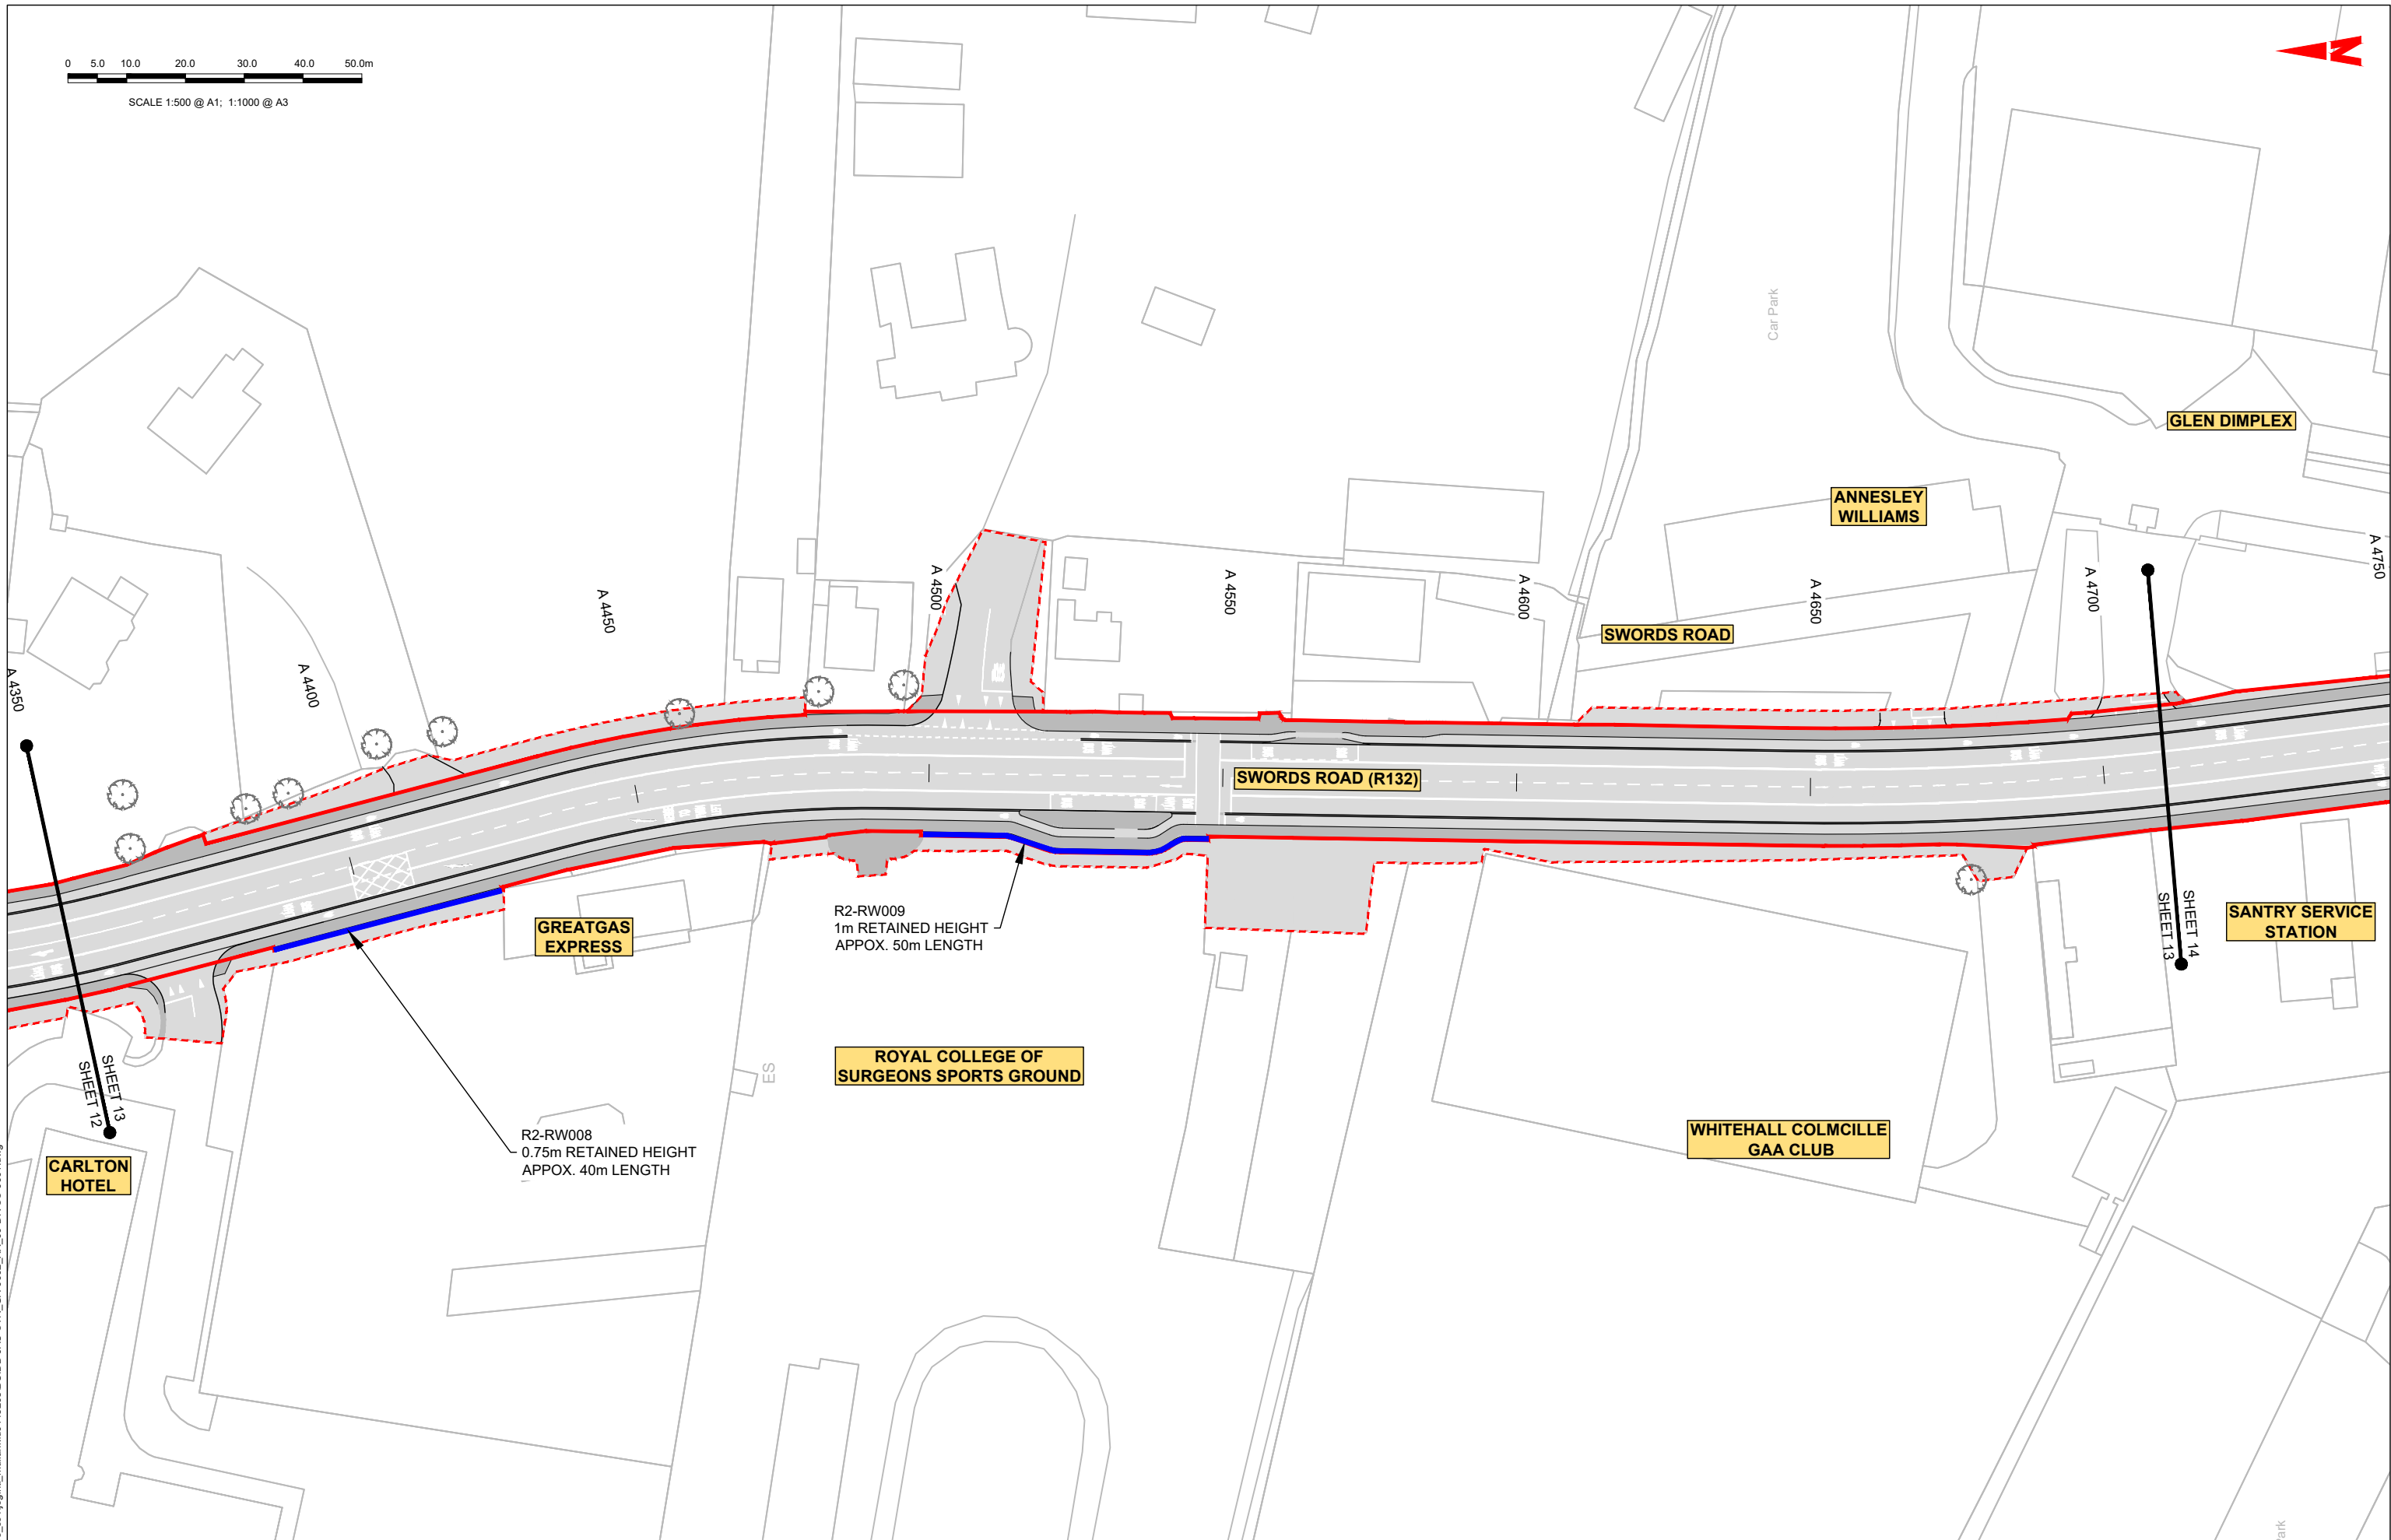 0 5.0 10.0 20.0 30.0 40.0 50.0m
SCALE 1:500 @ A1; 1:1000 @ A3
N
Car Park
GLEN DIMPLEX
ANNESLEY
WILLIAMS
SWORDS ROAD
A 4350
A 4400
A 4450
A 4500
A 4550
A 4600
A 4650
A 4700
A 4750
SWORDS ROAD (R132)
GREATGAS
EXPRESS
R2-RW009
1m RETAINED HEIGHT
APPOX. 50m LENGTH
SANTRY SERVICE
STATION
SHEET 14
SHEET 13
ROYAL COLLEGE OF
SURGEONS SPORTS GROUND
ES
SHEET 13
SHEET 12
R2-RW008
0.75m RETAINED HEIGHT
APPOX. 40m LENGTH
WHITEHALL COLMCILLE
GAA CLUB
CARLTON
HOTEL